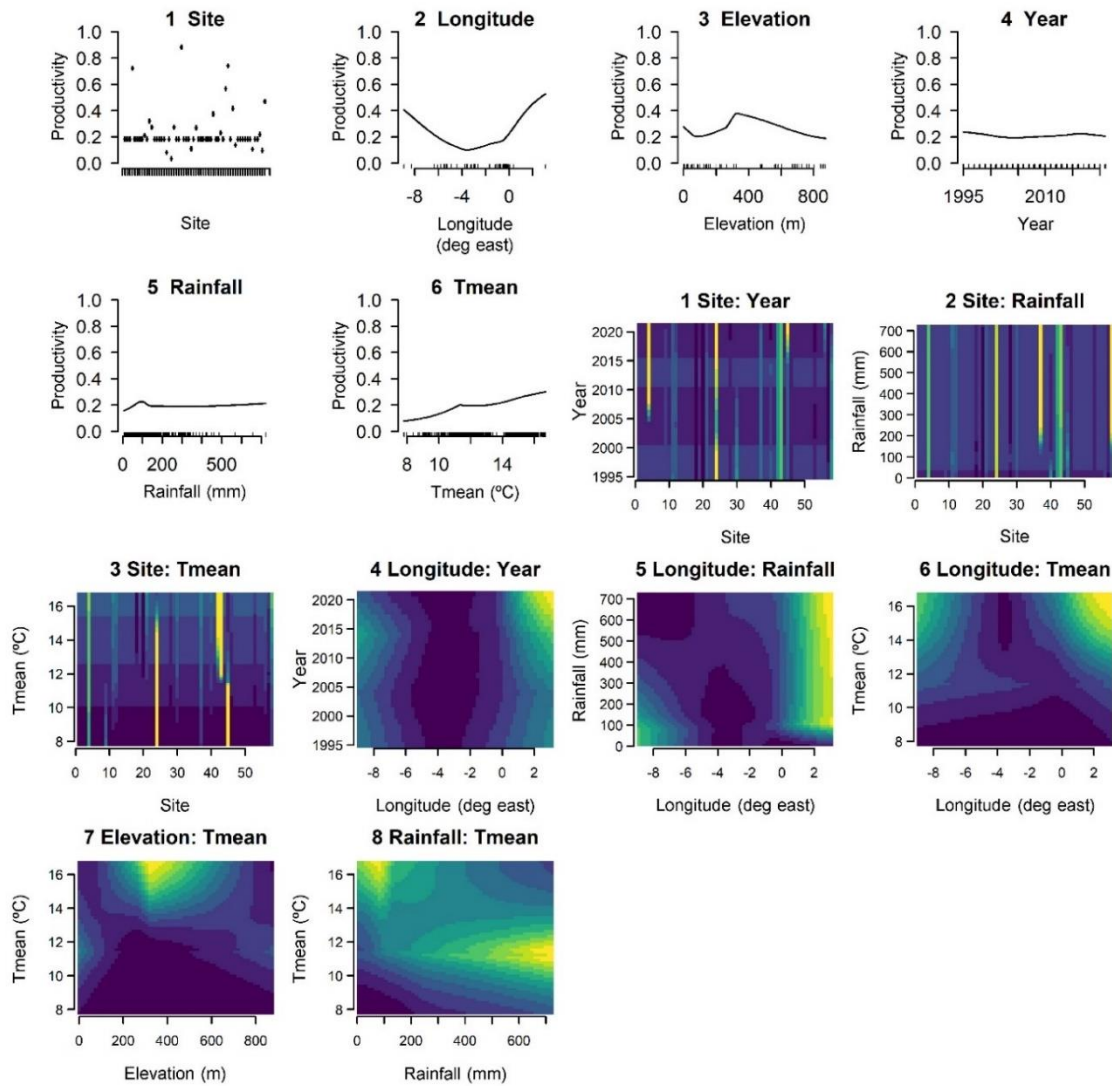 1 Site
2 Longitude
3 Elevation
4 Year
Productivity
1.0
0.8
0.6
0.4
0.2
0.0
Site
Productivity
1.0
0.8
0.6
0.4
0.2
0.0
-8 -4 0
Longitude
(deg east)
Productivity
1.0
0.8
0.6
0.4
0.2
0.0
0 400 800
Elevation (m)
Productivity
1.0
0.8
0.6
0.4
0.2
0.0
1995 2010
Year
5 Rainfall
6 Tmean
1 Site: Year
2 Site: Rainfall
Productivity
1.0
0.8
0.6
0.4
0.2
0.0
0 200 500
Rainfall (mm)
Productivity
1.0
0.8
0.6
0.4
0.2
0.0
8 10 14
Tmean (ºC)
Year
2020
2015
2010
2005
2000
1995
0 10 20 30 40 50
Site
Rainfall (mm)
700
600
500
400
300
200
100
0
0 10 20 30 40 50
Site
3 Site: Tmean
4 Longitude: Year
5 Longitude: Rainfall
6 Longitude: Tmean
Tmean (ºC)
16
14
12
10
8
0 10 20 30 40 50
Site
Year
2020
2015
2010
2005
2000
1995
-8 -6 -4 -2 0 2
Longitude (deg east)
Rainfall (mm)
700
600
500
400
300
200
100
0
-8 -6 -4 -2 0 2
Longitude (deg east)
Tmean (ºC)
16
14
12
10
8
-8 -6 -4 -2 0 2
Longitude (deg east)
7 Elevation: Tmean
8 Rainfall: Tmean
Tmean (ºC)
16
14
12
10
8
0 200 400 600 800
Elevation (m)
Tmean (ºC)
16
14
12
10
8
0 200 400 600
Rainfall (mm)